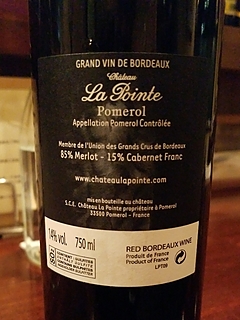 GRAND VIN DE BORDEAUX
Château
La Pointe
Pomerol
Appellation Pomerol Contrôlée
Membre de l'Union des Grands Crus de Bordeaux
85% Merlot - 15% Cabernet Franc
www.chateaulapointe.com
mis en bouteille au château
S.C.E. Château La Pointe propriétaire à Pomerol
33500 Pomerol - France
14% vol. 750 ml
RED BORDEAUX WINE
Produit de France
Product of France
LPT09